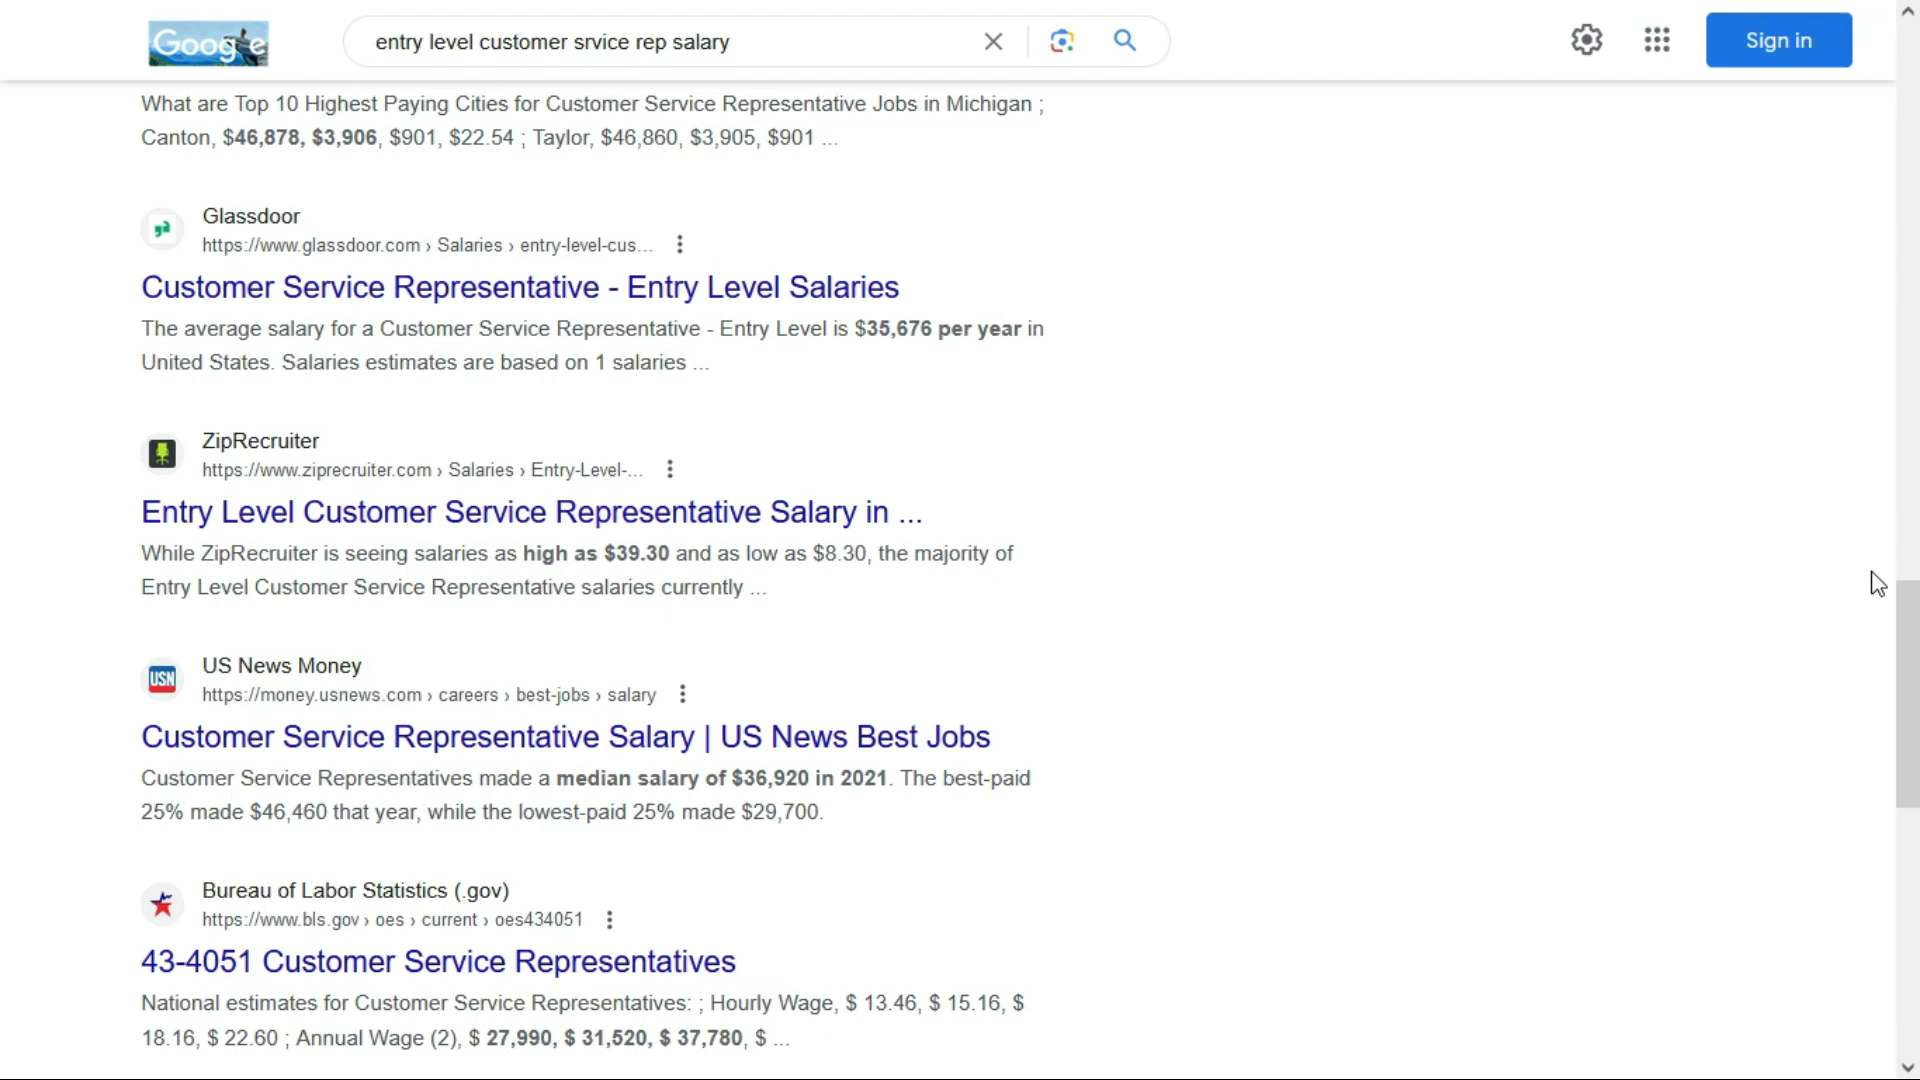 Google
entry level customer srvice rep salary
Sign in
What are Top 10 Highest Paying Cities for Customer Service Representative Jobs in Michigan ;
Canton, $46,878, $3,906, $901, $22.54 ; Taylor, $46,860, $3,905, $901 ...
Glassdoor
https://www.glassdoor.com › Salaries › entry-level-cus...
Customer Service Representative - Entry Level Salaries
The average salary for a Customer Service Representative - Entry Level is $35,676 per year in
United States. Salaries estimates are based on 1 salaries ...
ZipRecruiter
https://www.ziprecruiter.com › Salaries › Entry-Level-...
Entry Level Customer Service Representative Salary in ...
While ZipRecruiter is seeing salaries as high as $39.30 and as low as $8.30, the majority of
Entry Level Customer Service Representative salaries currently ...
USN
US News Money
https://money.usnews.com › careers › best-jobs › salary
Customer Service Representative Salary | US News Best Jobs
Customer Service Representatives made a median salary of $36,920 in 2021. The best-paid
25% made $46,460 that year, while the lowest-paid 25% made $29,700.
Bureau of Labor Statistics (.gov)
https://www.bls.gov › oes › current › oes434051
43-4051 Customer Service Representatives
National estimates for Customer Service Representatives: ; Hourly Wage, $ 13.46, $ 15.16, $
18.16, $ 22.60 ; Annual Wage (2), $ 27,990, $ 31,520, $ 37,780, $ ...